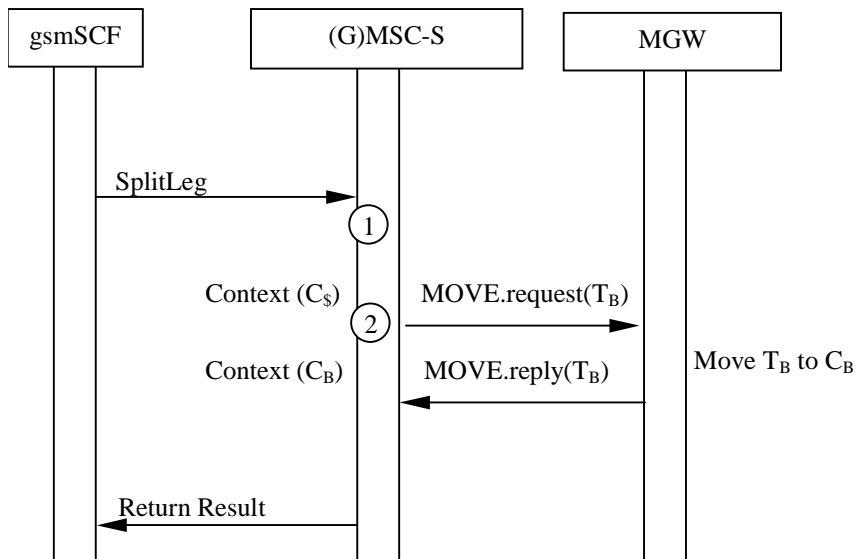 gsmSCF
(G)MSC-S
MGW
SplitLeg
1
Context (C$)
MOVE.request(TB)
2
Context (CB)
MOVE.reply(TB)
Move TB to CB
Return Result